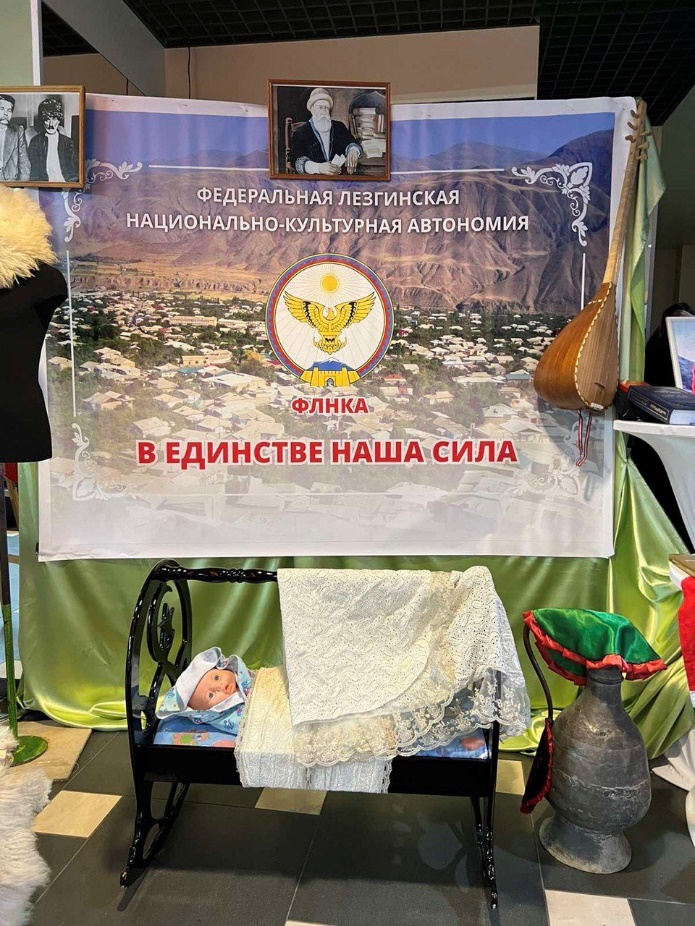 ФЕДЕРАЛЬНАЯ ЛЕЗГИНСКАЯ
НАЦИОНАЛЬНО-КУЛЬТУРНАЯ АВТОНОМИЯ
ФЛНКА
В ЕДИНСТВЕ НАША СИЛА